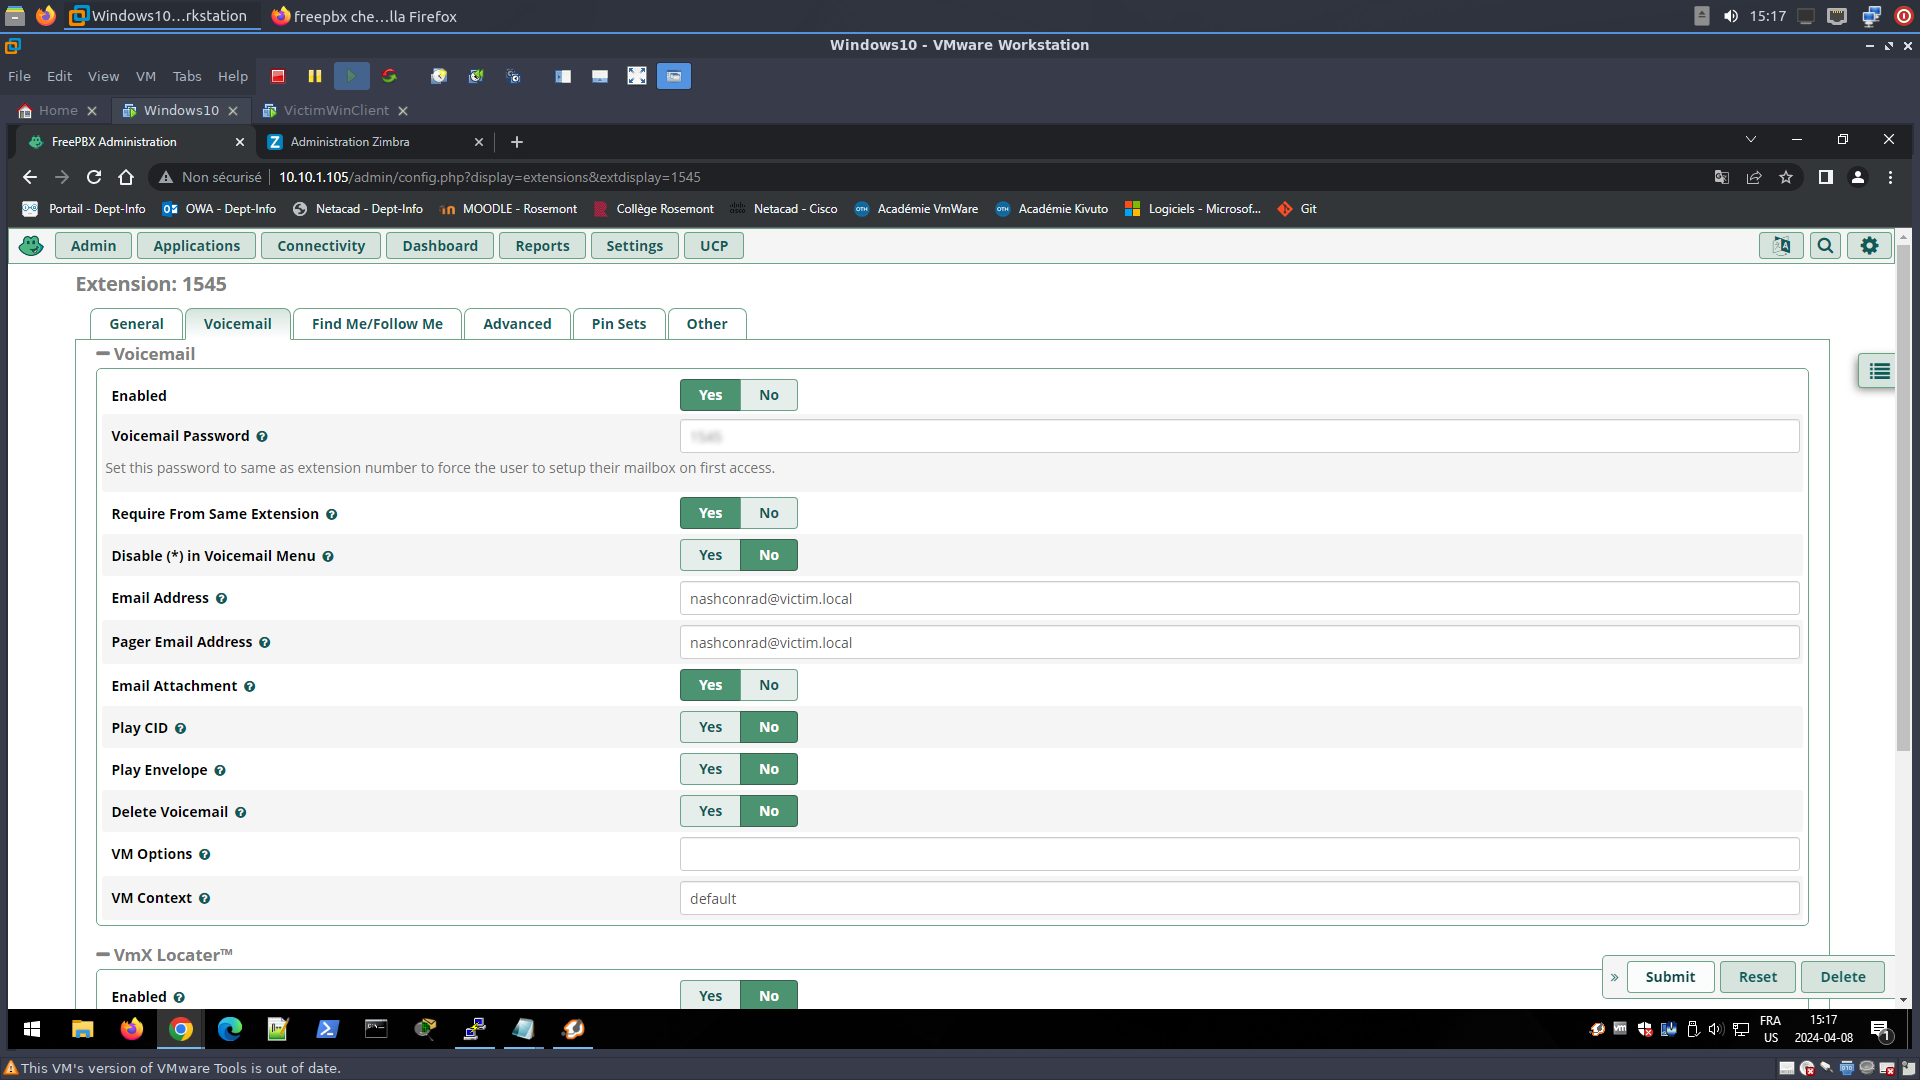 Windows10...rkstation
freepbx che...lla Firefox
15:17
Windows10 - VMware Workstation
File Edit View VM Tabs Help
Home
Windows10
VictimWinClient
FreePBX Administration
Administration Zimbra
Non sécurisé
10.10.1.105/admin/config.php?display=extensions&extdisplay=1545
Portail - Dept-Info
OWA - Dept-Info
Netacad - Dept-Info
MOODLE - Rosemont
Collège Rosemont
Netacad - Cisco
Académie VmWare
Académie Kivuto
Logiciels - Microsof...
Git
Admin
Applications
Connectivity
Dashboard
Reports
Settings
UCP
Extension: 1545
General
Voicemail
Find Me/Follow Me
Advanced
Pin Sets
Other
Voicemail
Enabled Yes No
Voicemail Password
Set this password to same as extension number to force the user to setup their mailbox on first access.
Require From Same Extension Yes No
Disable (*) in Voicemail Menu Yes No
Email Address nashconrad@victim.local
Pager Email Address nashconrad@victim.local
Email Attachment Yes No
Play CID Yes No
Play Envelope Yes No
Delete Voicemail Yes No
VM Options
VM Context default
VmX Locater™
Enabled Yes No
» Submit Reset Delete
FRA
US
15:17
2024-04-08
1
This VM's version of VMware Tools is out of date.